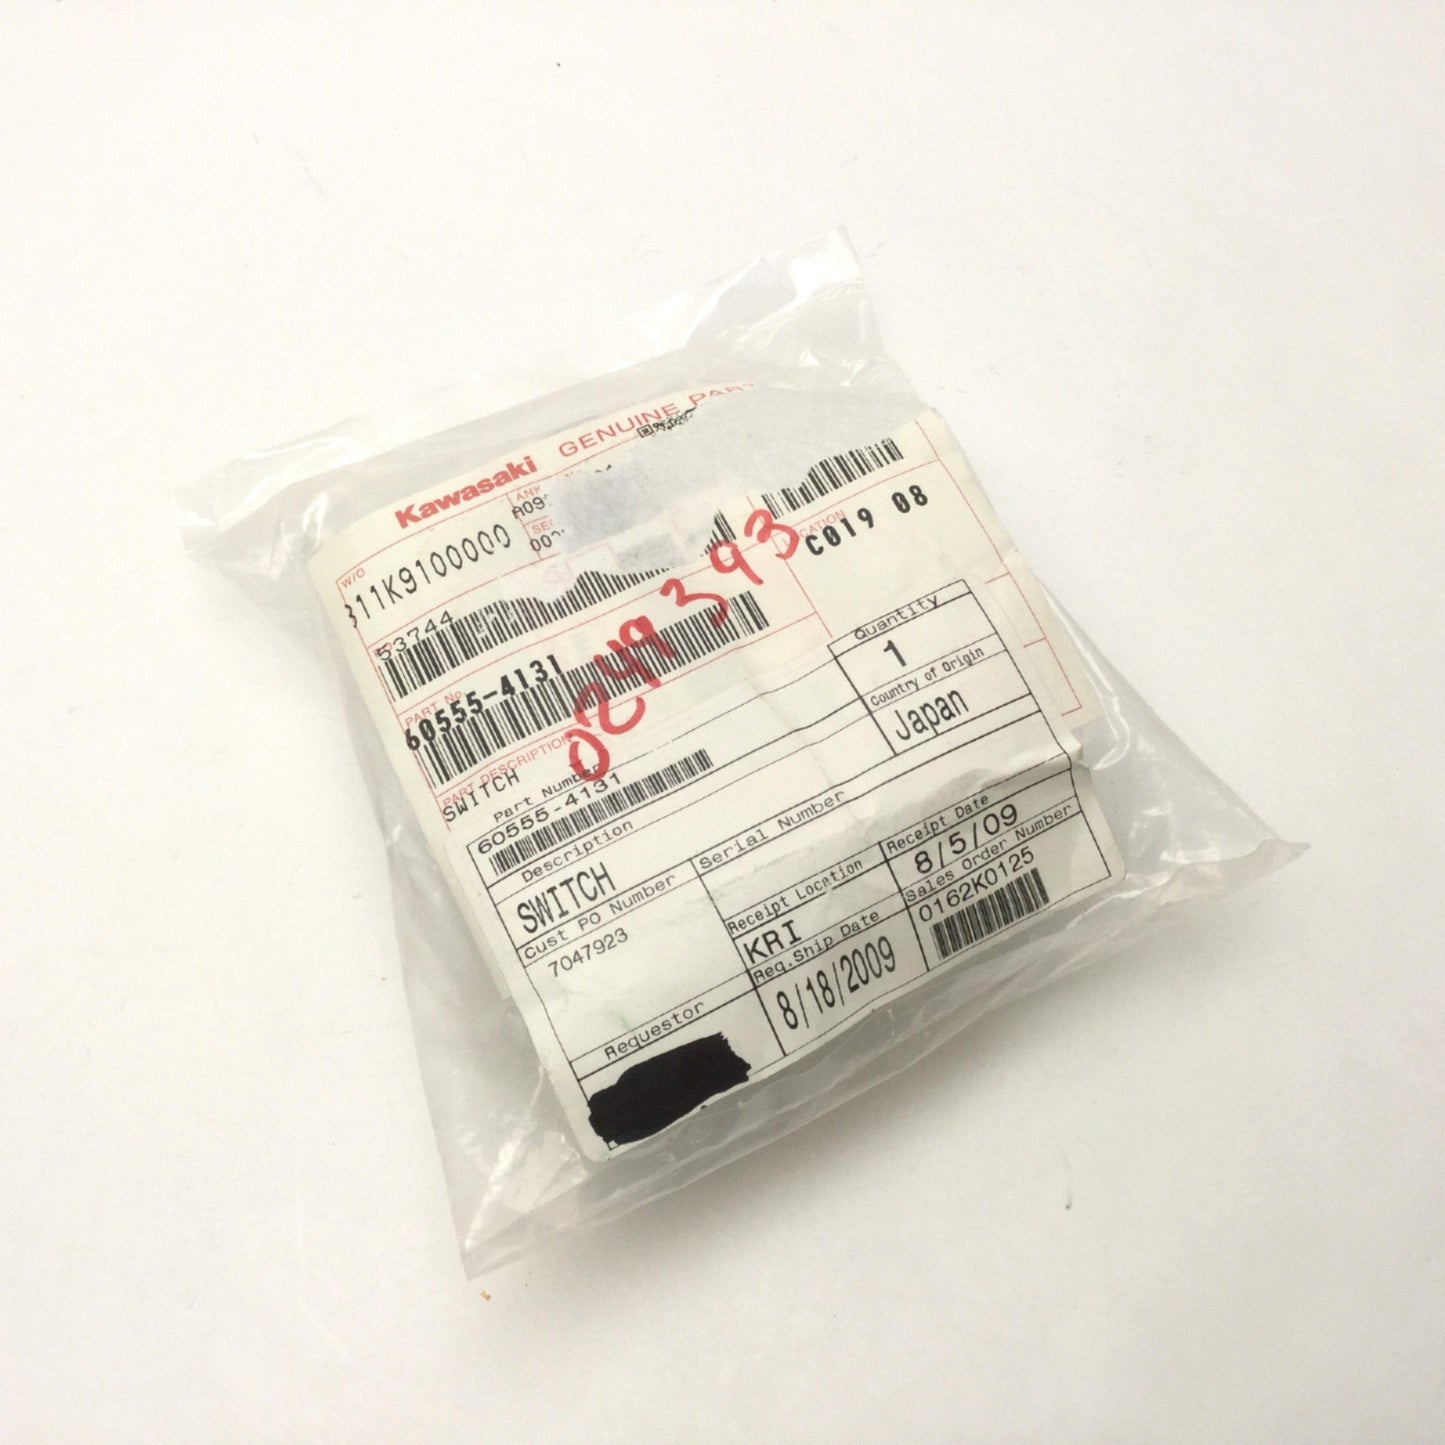 Kawasaki GENUINE
W/O
311K9100000
53744
PART No.
60555-4131
PART DESCRIPTION
SWITCH
LOCATION
C019 08
Part Number
60555-4131
Quantity
1
Description
SWITCH
Country of Origin
Japan
Cust PO Number
7047923
Serial Number
Receipt Location
KRI
Receipt Date
8/5/09
Req.Ship Date
8/18/2009
Sales Order Number
0162K0125
Requestor